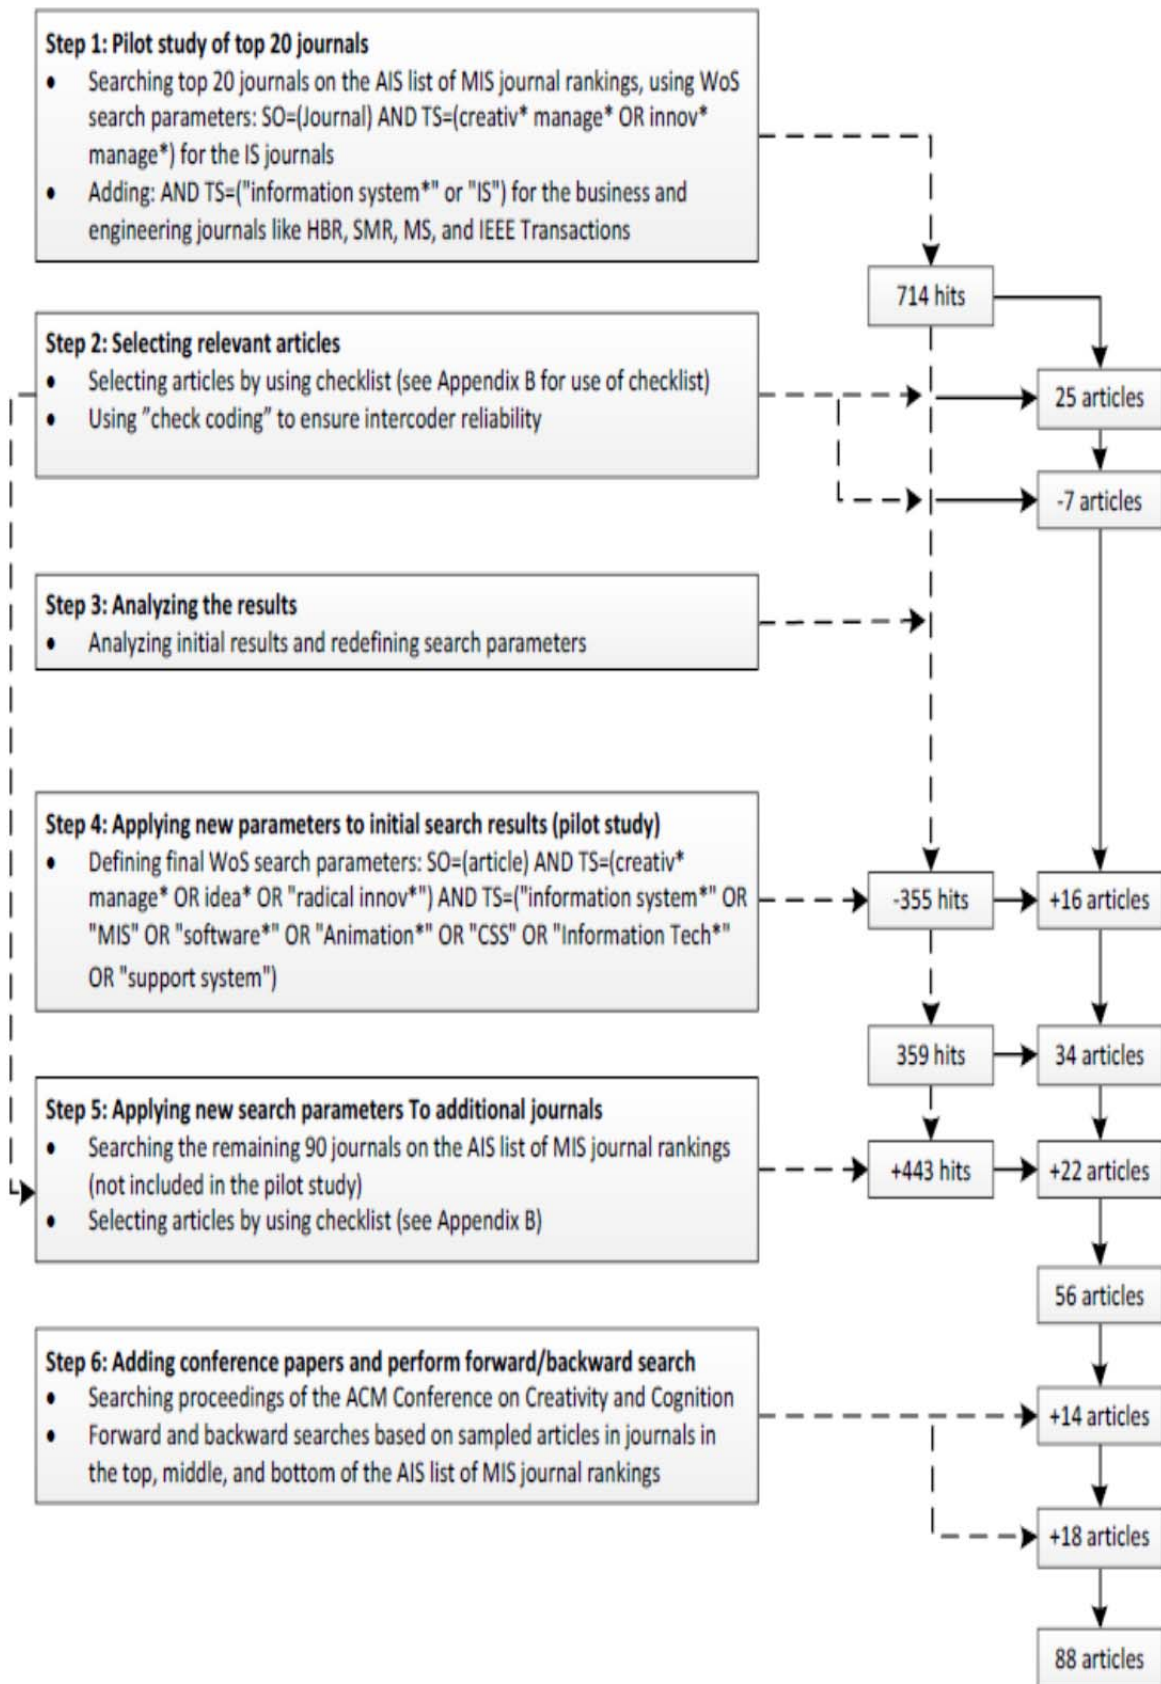 Step 1: Pilot study of top 20 journals
• Searching top 20 journals on the AIS list of MIS journal rankings, using WoS
search parameters: SO=(Journal) AND TS=(creativ* manage* OR innov*
manage*) for the IS journals
• Adding: AND TS=("information system*" or "IS") for the business and
engineering journals like HBR, SMR, MS, and IEEE Transactions
714 hits
Step 2: Selecting relevant articles
• Selecting articles by using checklist (see Appendix B for use of checklist)
• Using "check coding" to ensure intercoder reliability
25 articles
-7 articles
Step 3: Analyzing the results
• Analyzing initial results and redefining search parameters
Step 4: Applying new parameters to initial search results (pilot study)
• Defining final WoS search parameters: SO=(article) AND TS=(creativ*
manage* OR idea* OR "radical innov*") AND TS=("information system*" OR
"MIS" OR "software*" OR "Animation*" OR "CSS" OR "Information Tech*"
OR "support system")
-355 hits
+16 articles
359 hits
34 articles
Step 5: Applying new search parameters To additional journals
• Searching the remaining 90 journals on the AIS list of MIS journal rankings
(not included in the pilot study)
• Selecting articles by using checklist (see Appendix B)
+443 hits
+22 articles
56 articles
Step 6: Adding conference papers and perform forward/backward search
• Searching proceedings of the ACM Conference on Creativity and Cognition
• Forward and backward searches based on sampled articles in journals in
the top, middle, and bottom of the AIS list of MIS journal rankings
+14 articles
+18 articles
88 articles